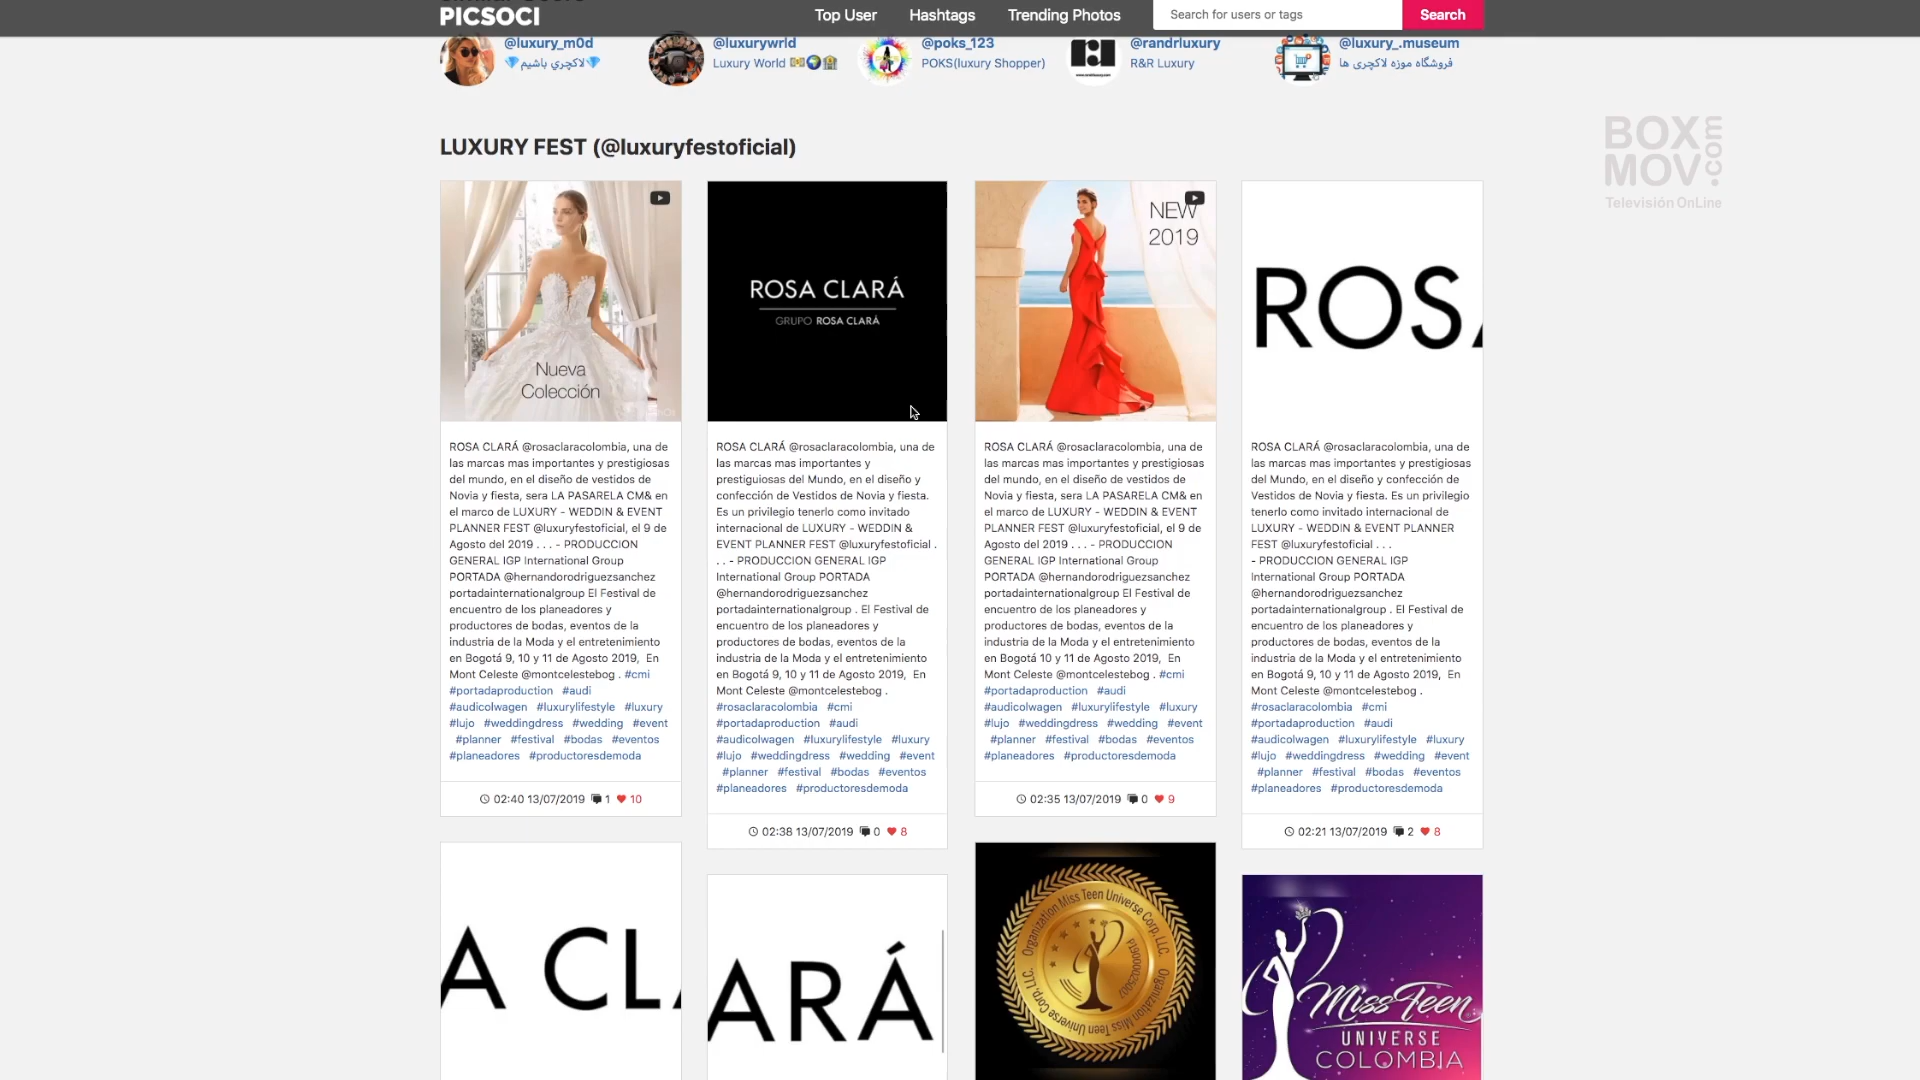 PICSOCI
Top User
Hashtags
Trending Photos
Search for users or tags
Search
@luxury_m0d
💎لاكچري باشيم💎
@luxurywrld
Luxury World
@poks_123
POKS(luxury Shopper)
@randrluxury
R&R Luxury
@luxury_.museum
فروشگاه موزه لاکچری ها
BOX
MOV.com
Televisión OnLine
LUXURY FEST (@luxuryfestoficial)
Nueva
Colección
ROSA CLARÁ @rosaclaracolombia, una de
las marcas mas importantes y prestigiosas
del mundo, en el diseño de vestidos de
Novia y fiesta, sera LA PASARELA CM& en
el marco de LUXURY - WEDDIN & EVENT
PLANNER FEST @luxuryfestoficial, el 9 de
Agosto del 2019 . . . - PRODUCCION
GENERAL IGP International Group
PORTADA @hernandorodriguezsanchez
portadainternationalgroup El Festival de
encuentro de los planeadores y
productores de bodas, eventos de la
industria de la Moda y el entretenimiento
en Bogotá 9, 10 y 11 de Agosto 2019, En
Mont Celeste @montcelestebog . #cmi
#portadaproduction #audi
#audicolwagen #luxurylifestyle #luxury
#lujo #weddingdress #wedding #event
#planner #festival #bodas #eventos
#planeadores #productoresdemoda
02:40 13/07/2019 1 10
ROSA CLARÁ
GRUPO ROSA CLARÁ
ROSA CLARÁ @rosaclaracolombia, una de
las marcas mas importantes y
prestiguiosas del Mundo, en el diseño y
confección de Vestidos de Novia y fiesta.
Es un privilegio tenerlo como invitado
internacional de LUXURY - WEDDIN &
EVENT PLANNER FEST @luxuryfestoficial .
. . - PRODUCCION GENERAL IGP
International Group PORTADA
@hernandorodriguezsanchez
portadainternationalgroup . El Festival de
encuentro de los planeadores y
productores de bodas, eventos de la
industria de la Moda y el entretenimiento
en Bogotá 9, 10 y 11 de Agosto 2019, En
Mont Celeste @montcelestebog .
#rosaclaracolombia #cmi
#portadaproduction #audi
#audicolwagen #luxurylifestyle #luxury
#lujo #weddingdress #wedding #event
#planner #festival #bodas #eventos
#planeadores #productoresdemoda
02:38 13/07/2019 0 8
NEW
2019
ROSA CLARÁ @rosaclaracolombia, una de
las marcas mas importantes y prestigiosas
del mundo, en el diseño de vestidos de
Novia y fiesta, sera LA PASARELA CM& en
el marco de LUXURY - WEDDIN & EVENT
PLANNER FEST @luxuryfestoficial, el 9 de
Agosto del 2019 . . . - PRODUCCION
GENERAL IGP International Group
PORTADA @hernandorodriguezsanchez
portadainternationalgroup El Festival de
encuentro de los planeadores y
productores de bodas, eventos de la
industria de la Moda y el entretenimiento
en Bogotá 10 y 11 de Agosto 2019, En
Mont Celeste @montcelestebog . #cmi
#portadaproduction #audi
#audicolwagen #luxurylifestyle #luxury
#lujo #weddingdress #wedding #event
#planner #festival #bodas #eventos
#planeadores #productoresdemoda
02:35 13/07/2019 0 9
ROSA
ROSA CLARÁ @rosaclaracolombia, una de
las marcas mas importantes y prestigiosas
del Mundo, en el diseño y confección de
Vestidos de Novia y fiesta. Es un privilegio
tenerlo como invitado internacional de
LUXURY - WEDDIN & EVENT PLANNER
FEST @luxuryfestoficial . . .
- PRODUCCION GENERAL IGP
International Group PORTADA
@hernandorodriguezsanchez
portadainternationalgroup . El Festival de
encuentro de los planeadores y
productores de bodas, eventos de la
industria de la Moda y el entretenimiento
en Bogotá 9, 10 y 11 de Agosto 2019, En
Mont Celeste @montcelestebog .
#rosaclaracolombia #cmi
#portadaproduction #audi
#audicolwagen #luxurylifestyle #luxury
#lujo #weddingdress #wedding #event
#planner #festival #bodas #eventos
#planeadores #productoresdemoda
02:21 13/07/2019 2 8
A CL
ARÁ
Organization Miss Teen Universe Corp. LLC.
P19000025007
Organization Miss Teen Universe Corp. LLC.
Miss Teen
UNIVERSE
COLOMBIA